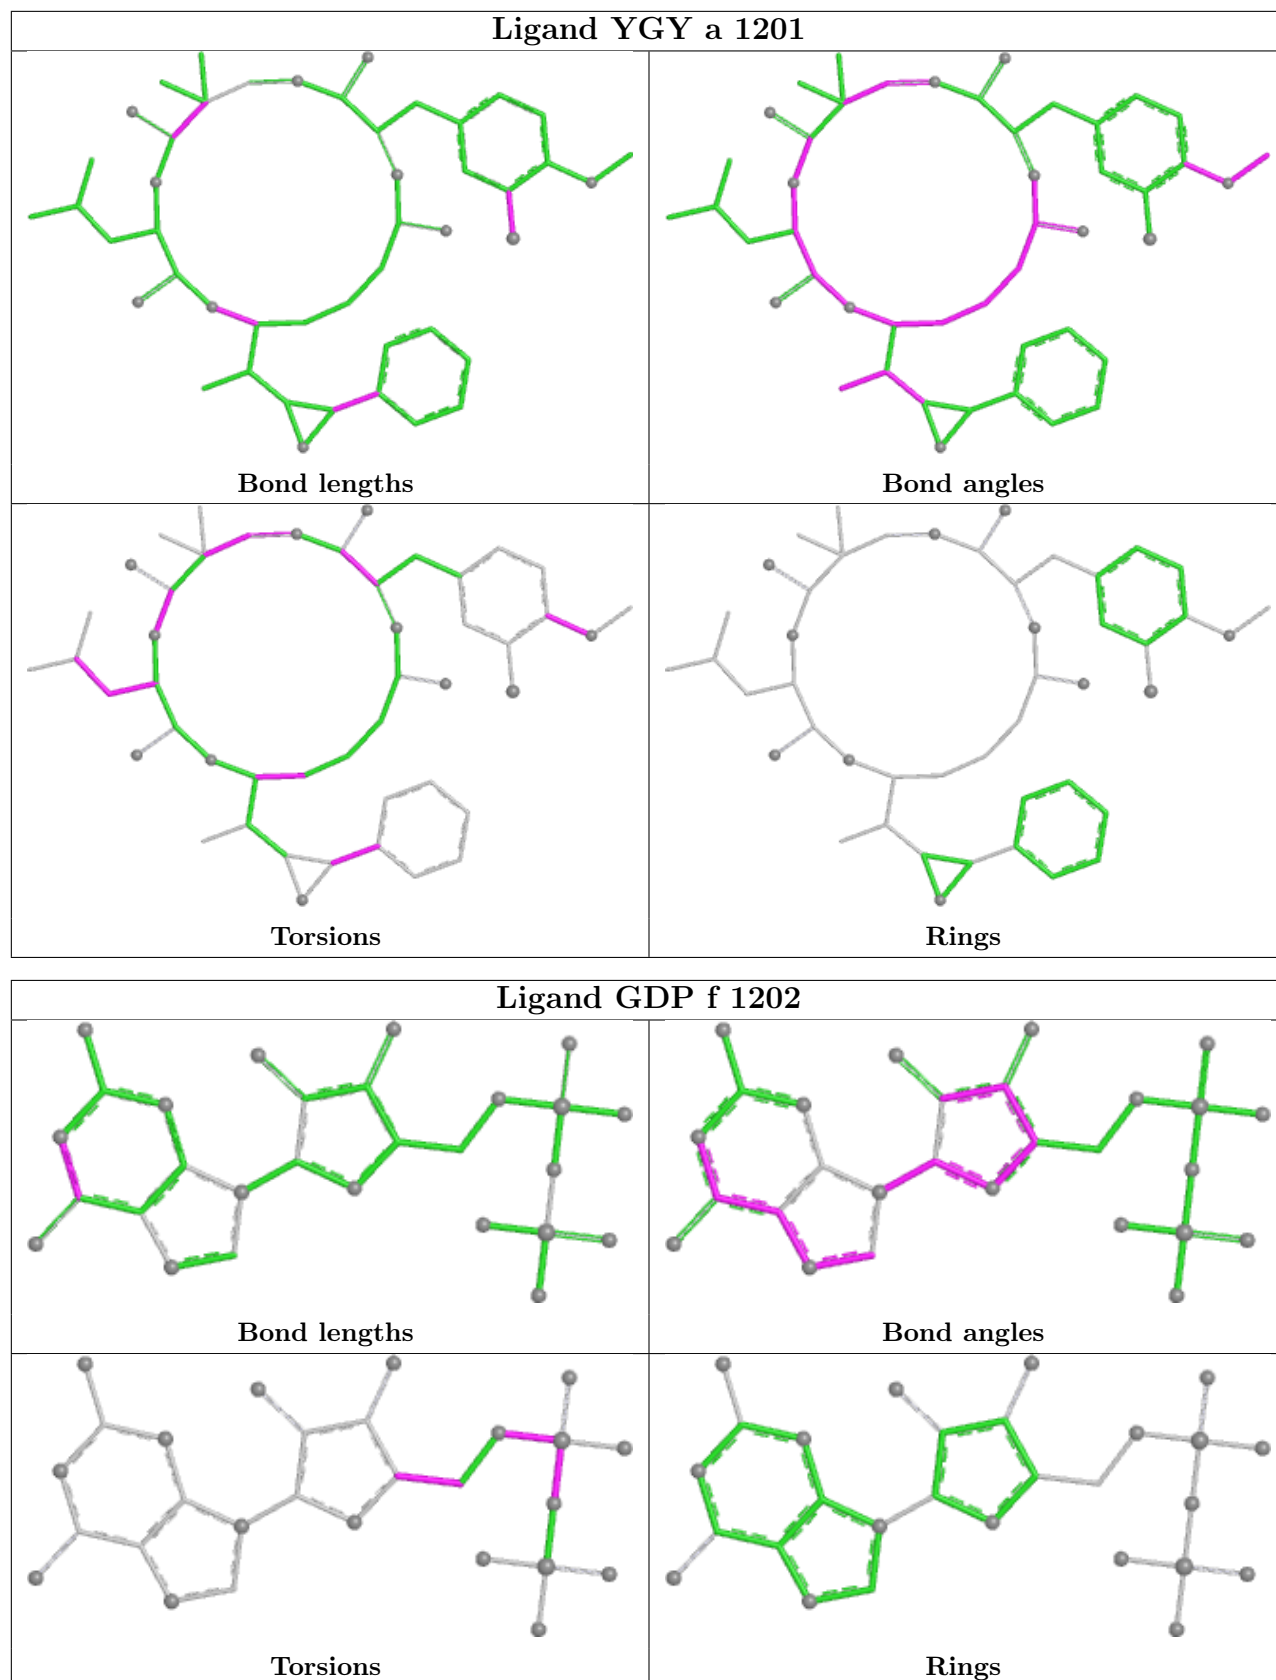 Ligand YGY a 1201
Bond lengths
Bond angles
Torsions
Rings
Ligand GDP f 1202
Bond lengths
Bond angles
Torsions
Rings